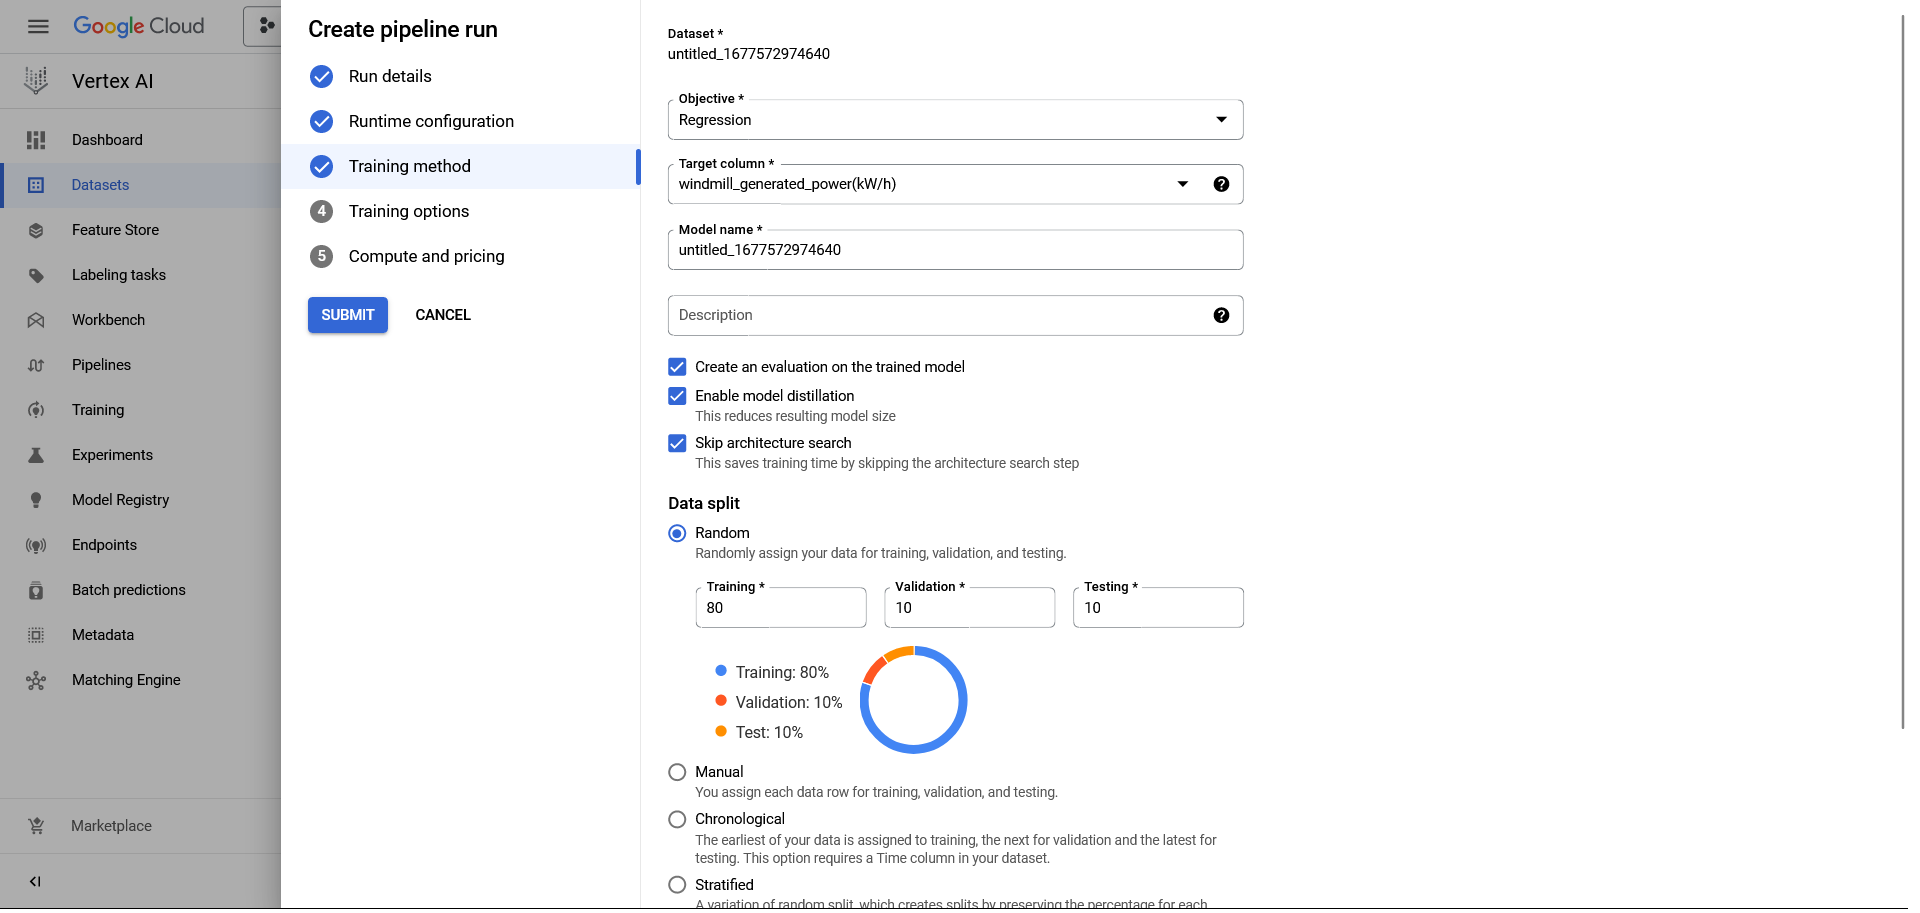 Google Cloud
Vertex AI
Dashboard
Datasets
Feature Store
Labeling tasks
Workbench
Pipelines
Training
Experiments
Model Registry
Endpoints
Batch predictions
Metadata
Matching Engine
Marketplace
Create pipeline run
Run details
Runtime configuration
Training method
4 Training options
5 Compute and pricing
SUBMIT CANCEL
Dataset *
untitled_1677572974640
Objective *
Regression
Target column *
windmill_generated_power(kW/h)
Model name *
untitled_1677572974640
Description
Create an evaluation on the trained model
Enable model distillation
This reduces resulting model size
Skip architecture search
This saves training time by skipping the architecture search step
Data split
Random
Randomly assign your data for training, validation, and testing.
Training * Validation * Testing *
80 10 10
Training: 80%
Validation: 10%
Test: 10%
Manual
You assign each data row for training, validation, and testing.
Chronological
The earliest of your data is assigned to training, the next for validation and the latest for
testing. This option requires a Time column in your dataset.
Stratified
A variation of random split, which creates splits by preserving the percentage for each